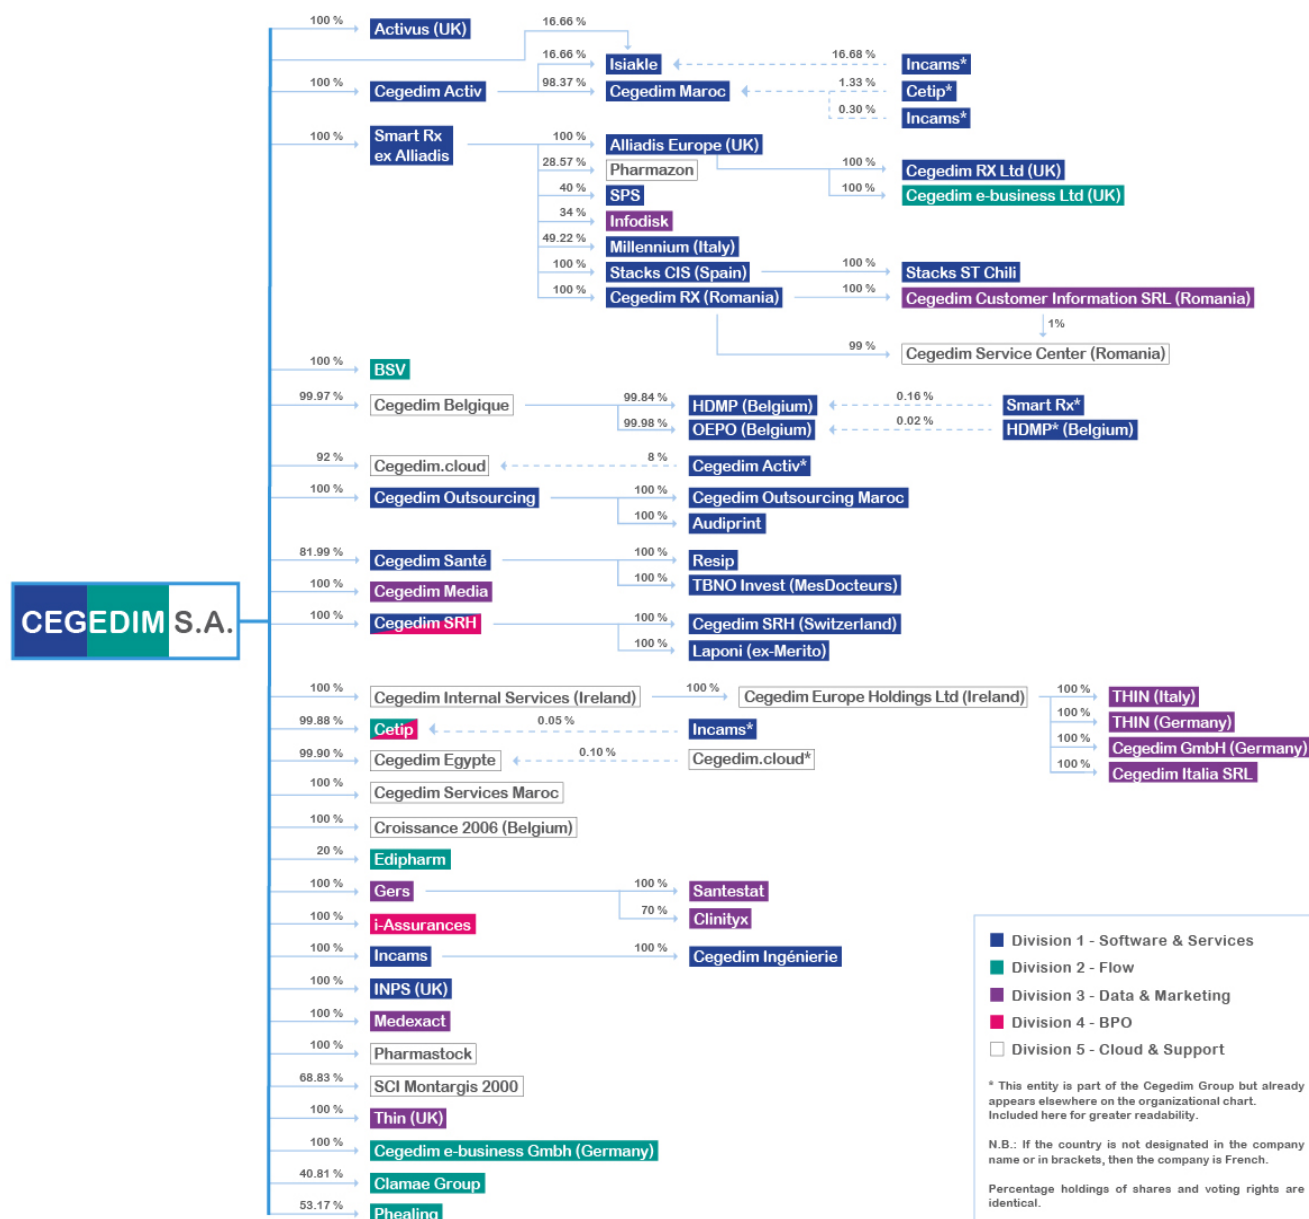 CEGEDIM S.A.
100 %
Activus (UK)
16.66 %
16.66 %
Isiakle
16.68 %
Incams*
100 %
Cegedim Activ
98.37 %
Cegedim Maroc
1.33 %
Cetip*
0.30 %
Incams*
100 %
Smart Rx
ex Alliadis
100 %
Alliadis Europe (UK)
100 %
Cegedim RX Ltd (UK)
28.57 %
Pharmazon
100 %
Cegedim e-business Ltd (UK)
40 %
SPS
34 %
Infodisk
49.22 %
Millennium (Italy)
100 %
Stacks CIS (Spain)
100 %
Stacks ST Chili
100 %
Cegedim RX (Romania)
100 %
Cegedim Customer Information SRL (Romania)
1%
99 %
Cegedim Service Center (Romania)
100 %
BSV
99.97 %
Cegedim Belgique
99.84 %
HDMP (Belgium)
0.16 %
Smart Rx*
99.98 %
OEPO (Belgium)
0.02 %
HDMP* (Belgium)
92 %
Cegedim.cloud
8 %
Cegedim Activ*
100 %
Cegedim Outsourcing
100 %
Cegedim Outsourcing Maroc
100 %
Audiprint
81.99 %
Cegedim Santé
100 %
Resip
100 %
TBNO Invest (MesDocteurs)
100 %
Cegedim Media
100 %
Cegedim SRH
100 %
Cegedim SRH (Switzerland)
100 %
Laponi (ex-Merito)
100 %
Cegedim Internal Services (Ireland)
100 %
Cegedim Europe Holdings Ltd (Ireland)
100 %
THIN (Italy)
100 %
THIN (Germany)
100 %
Cegedim GmbH (Germany)
100 %
Cegedim Italia SRL
99.88 %
Cetip
0.05 %
Incams*
99.90 %
Cegedim Egypte
0.10 %
Cegedim.cloud*
100 %
Cegedim Services Maroc
100 %
Croissance 2006 (Belgium)
20 %
Edipharm
100 %
Gers
100 %
Santestat
70 %
Clinityx
100 %
i-Assurances
100 %
Incams
100 %
Cegedim Ingénierie
100 %
INPS (UK)
100 %
Medexact
100 %
Pharmastock
68.83 %
SCI Montargis 2000
100 %
Thin (UK)
100 %
Cegedim e-business Gmbh (Germany)
40.81 %
Clamae Group
53.17 %
Phealing
Division 1 - Software & Services
Division 2 - Flow
Division 3 - Data & Marketing
Division 4 - BPO
Division 5 - Cloud & Support
* This entity is part of the Cegedim Group but already
appears elsewhere on the organizational chart.
Included here for greater readability.
N.B.: If the country is not designated in the company
name or in brackets, then the company is French.
Percentage holdings of shares and voting rights are
identical.